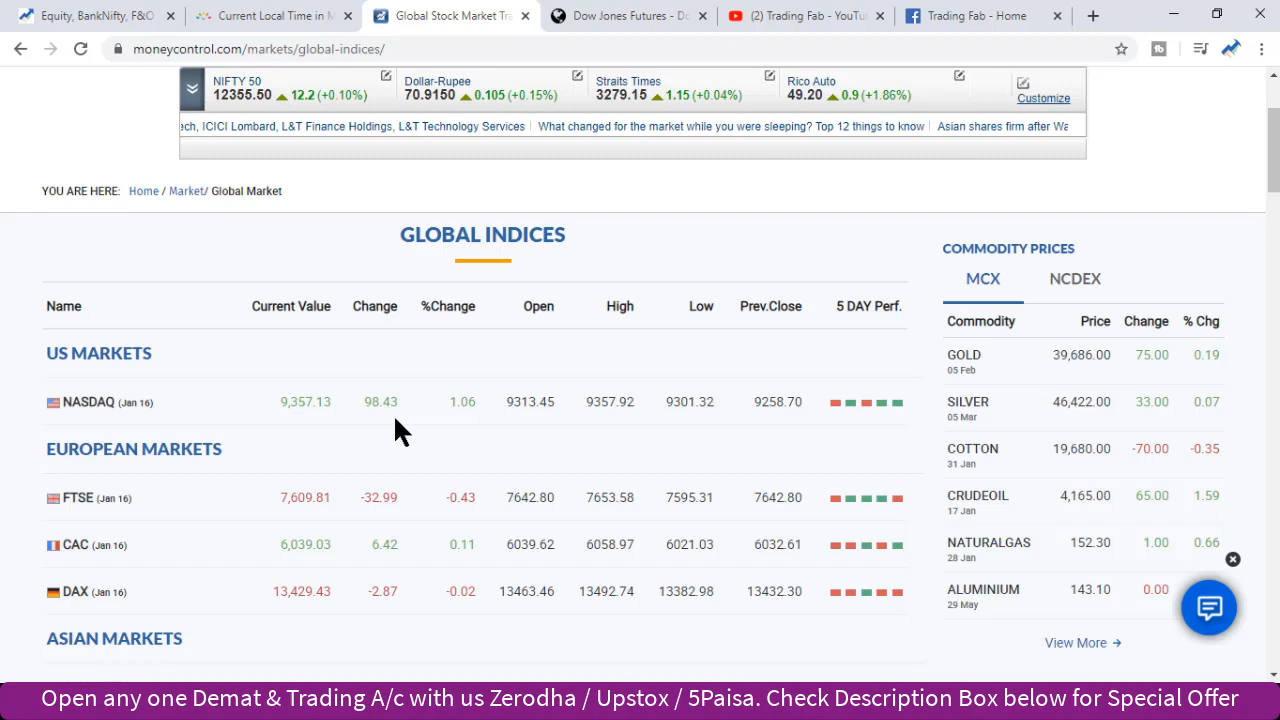 Equity, BankNifty, F&O
Current Local Time in M
Global Stock Market Tra
Dow Jones Futures - Do
(2) Trading Fab - YouTu
Trading Fab - Home
moneycontrol.com/markets/global-indices/
NIFTY 50
12355.50 12.2 (+0.10%)
Dollar-Rupee
70.9150 0.105 (+0.15%)
Straits Times
3279.15 1.15 (+0.04%)
Rico Auto
49.20 0.9 (+1.86%)
Customize
ech, ICICI Lombard, L&T Finance Holdings, L&T Technology Services | What changed for the market while you were sleeping? Top 12 things to know | Asian shares firm after Wa
YOU ARE HERE: Home / Market/ Global Market
GLOBAL INDICES
Name Current Value Change %Change Open High Low Prev.Close 5 DAY Perf.
US MARKETS
NASDAQ (Jan 16) 9,357.13 98.43 1.06 9313.45 9357.92 9301.32 9258.70
EUROPEAN MARKETS
FTSE (Jan 16) 7,609.81 -32.99 -0.43 7642.80 7653.58 7595.31 7642.80
CAC (Jan 16) 6,039.03 6.42 0.11 6039.62 6058.97 6021.03 6032.61
DAX (Jan 16) 13,429.43 -2.87 -0.02 13463.46 13492.74 13382.98 13432.30
ASIAN MARKETS
COMMODITY PRICES
MCX NCDEX
Commodity Price Change % Chg
GOLD 39,686.00 75.00 0.19
05 Feb
SILVER 46,422.00 33.00 0.07
05 Mar
COTTON 19,680.00 -70.00 -0.35
31 Jan
CRUDEOIL 4,165.00 65.00 1.59
17 Jan
NATURALGAS 152.30 1.00 0.66
28 Jan
ALUMINIUM 143.10 0.00
29 May
View More
Open any one Demat & Trading A/c with us Zerodha / Upstox / 5Paisa. Check Description Box below for Special Offer